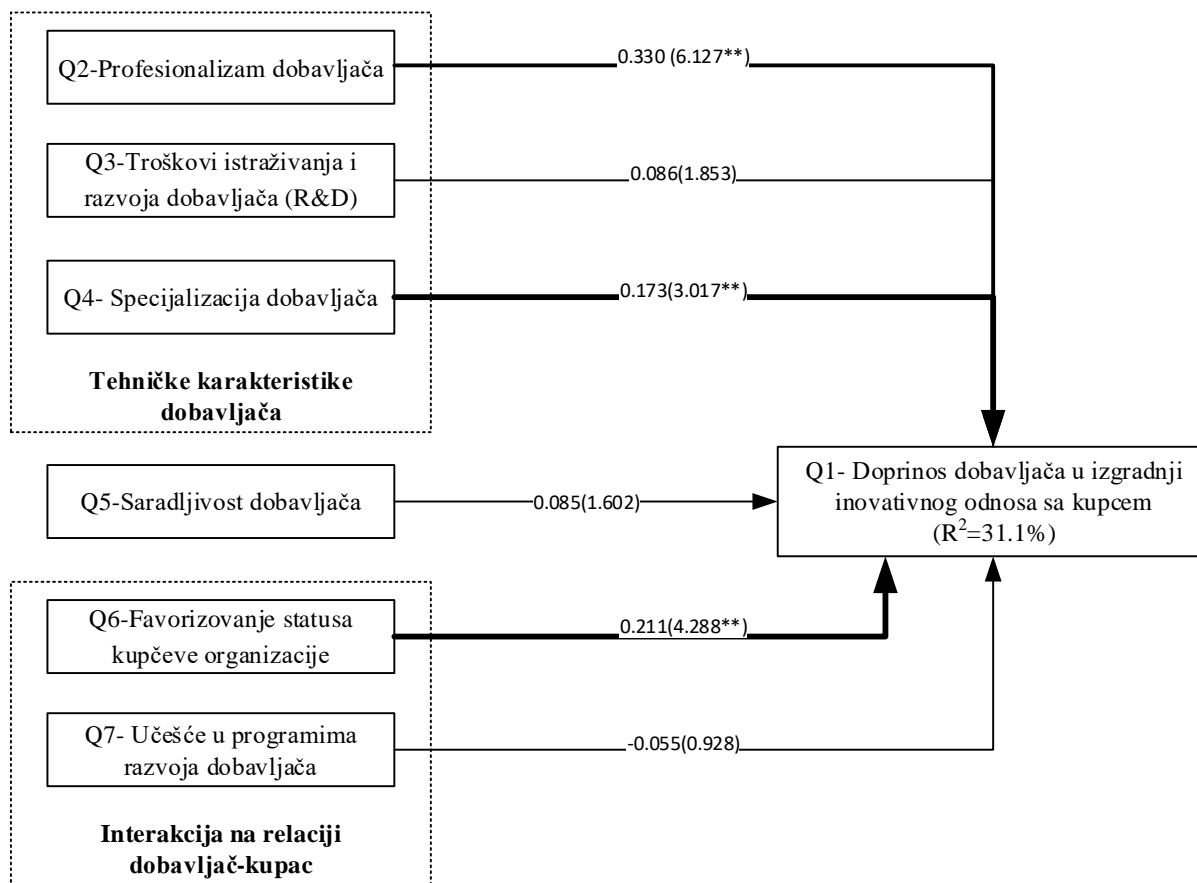 Q2-Profesionalizam dobavljača
0.330 (6.127**)
Q3-Troškovi istraživanja i
razvoja dobavljača (R&D)
0.086(1.853)
Q4- Specijalizacija dobavljača
0.173(3.017**)
Tehničke karakteristike
dobavljača
Q5-Saradljivost dobavljača
0.085(1.602)
Q1- Doprinos dobavljača u izgradnji
inovativnog odnosa sa kupcem
(R²=31.1%)
Q6-Favorizovanje statusa
kupčeve organizacije
0.211(4.288**)
Q7- Učešće u programima
razvoja dobavljača
-0.055(0.928)
Interakcija na relaciji
dobavljač-kupac